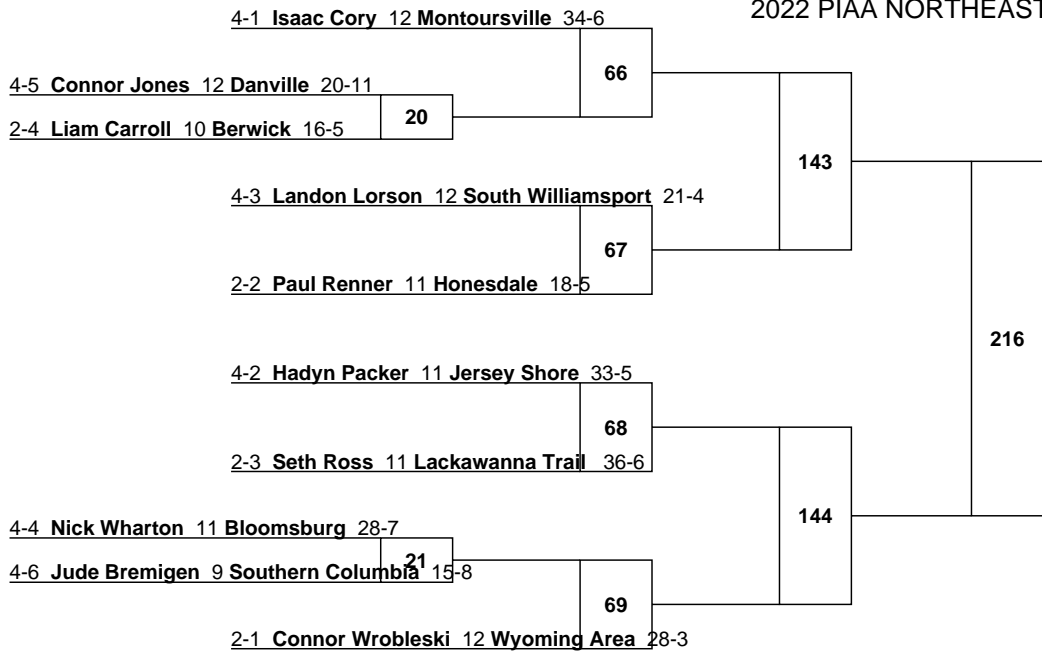 4-1 Isaac Cory 12 Montoursville 34-6
2022 PIAA NORTHEAST
66
4-5 Connor Jones 12 Danville 20-11
20
2-4 Liam Carroll 10 Berwick 16-5
143
4-3 Landon Lorson 12 South Williamsport 21-4
67
2-2 Paul Renner 11 Honesdale 18-5
216
4-2 Hadyn Packer 11 Jersey Shore 33-5
68
2-3 Seth Ross 11 Lackawanna Trail 36-6
144
4-4 Nick Wharton 11 Bloomsburg 28-7
21
4-6 Jude Bremigen 9 Southern Columbia 15-8
69
2-1 Connor Wrobleski 12 Wyoming Area 28-3